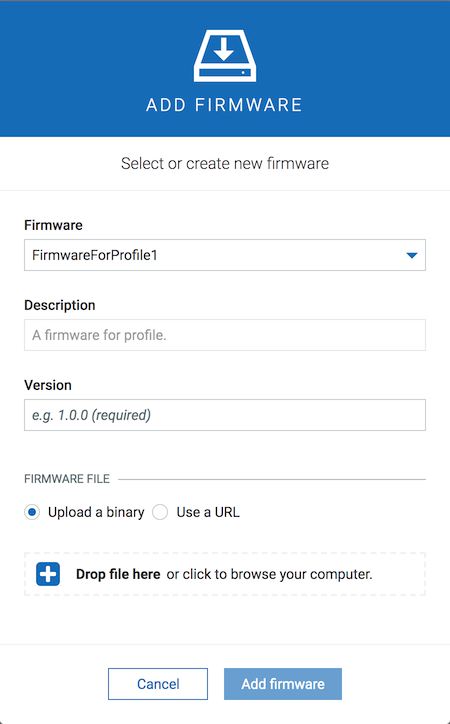 ADD FIRMWARE
Select or create new firmware
Firmware
FirmwareForProfile1
Description
A firmware for profile.
Version
e.g. 1.0.0 (required)
FIRMWARE FILE
Upload a binary Use a URL
Drop file here or click to browse your computer.
Cancel Add firmware